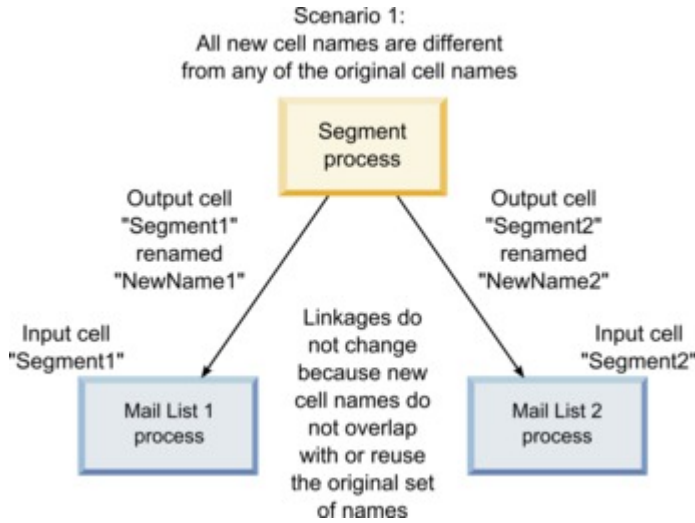 Scenario 1:
All new cell names are different
from any of the original cell names
Segment
process
Output cell
"Segment1"
renamed
"NewName1"
Output cell
"Segment2"
renamed
"NewName2"
Input cell
"Segment1"
Linkages do
not change
because new
cell names do
not overlap
with or reuse
the original set
of names
Input cell
"Segment2"
Mail List 1
process
Mail List 2
process